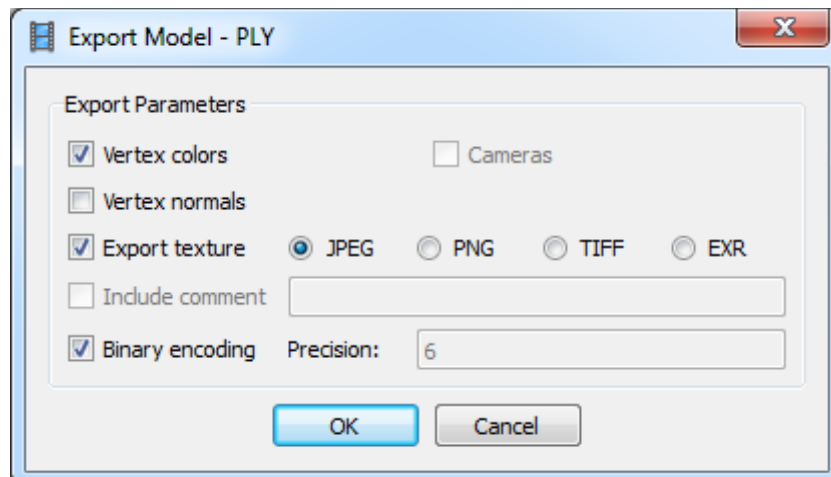 Export Model - PLY
Export Parameters
Vertex colors Cameras
Vertex normals
Export texture JPEG PNG TIFF EXR
Include comment
Binary encoding Precision: 6
OK Cancel